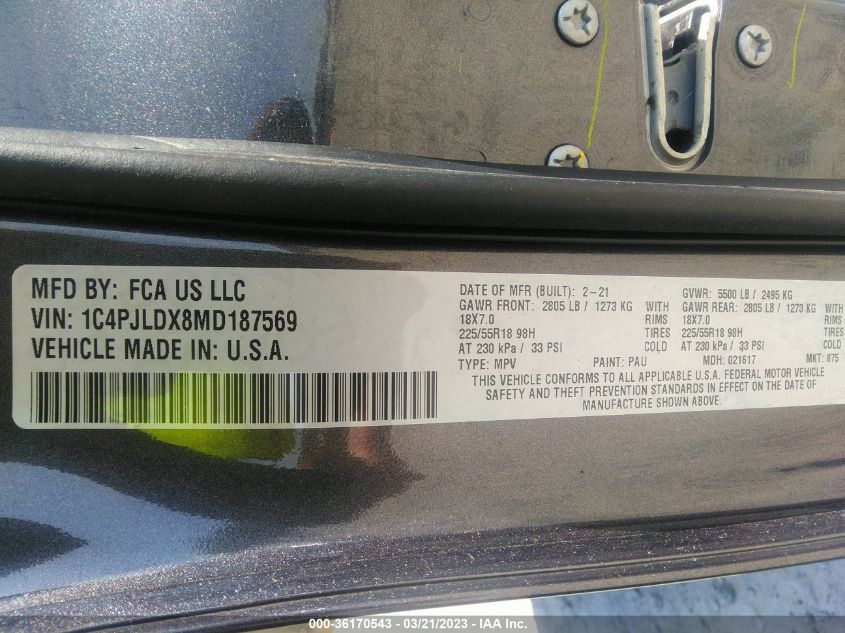 MFD BY: FCA US LLC
VIN: 1C4PJLDX8MD187569
VEHICLE MADE IN: U.S.A.
DATE OF MFR (BUILT): 2-21 GVWR: 5500 LB / 2495 KG
GAWR FRONT: 2805 LB / 1273 KG WITH GAWR REAR: 2805 LB / 1273 KG WITH
18X7.0 RIMS 18X7.0 RIMS
225/55R18 98H TIRES 225/55R18 98H TIRES
AT 230 kPa / 33 PSI COLD AT 230 kPa / 33 PSI COLD
TYPE: MPV PAINT: PAU MDH: 021617 MKT: 875
THIS VEHICLE CONFORMS TO ALL APPLICABLE U.S.A. FEDERAL MOTOR VEHICLE
SAFETY AND THEFT PREVENTION STANDARDS IN EFFECT ON THE DATE OF
MANUFACTURE SHOWN ABOVE.
000-36170543 - 03/21/2023 - IAA Inc.